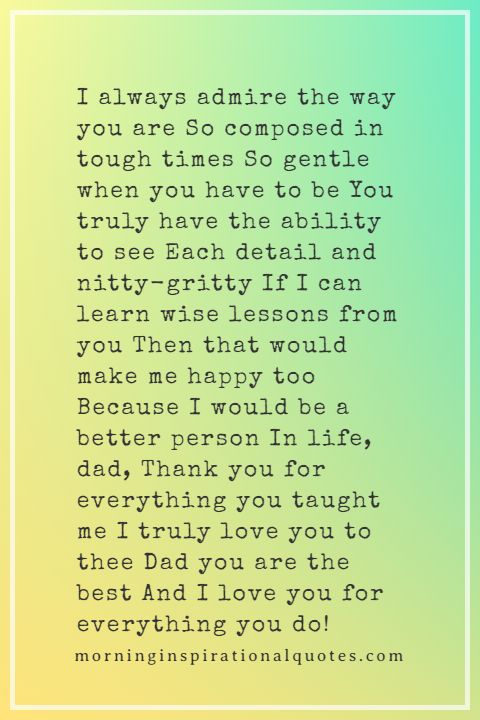 I always admire the way
you are So composed in
tough times So gentle
when you have to be You
truly have the ability
to see Each detail and
nitty-gritty If I can
learn wise lessons from
you Then that would
make me happy too
Because I would be a
better person In life,
dad, Thank you for
everything you taught
me I truly love you to
thee Dad you are the
best And I love you for
everything you do!
morninginspirationalquotes.com